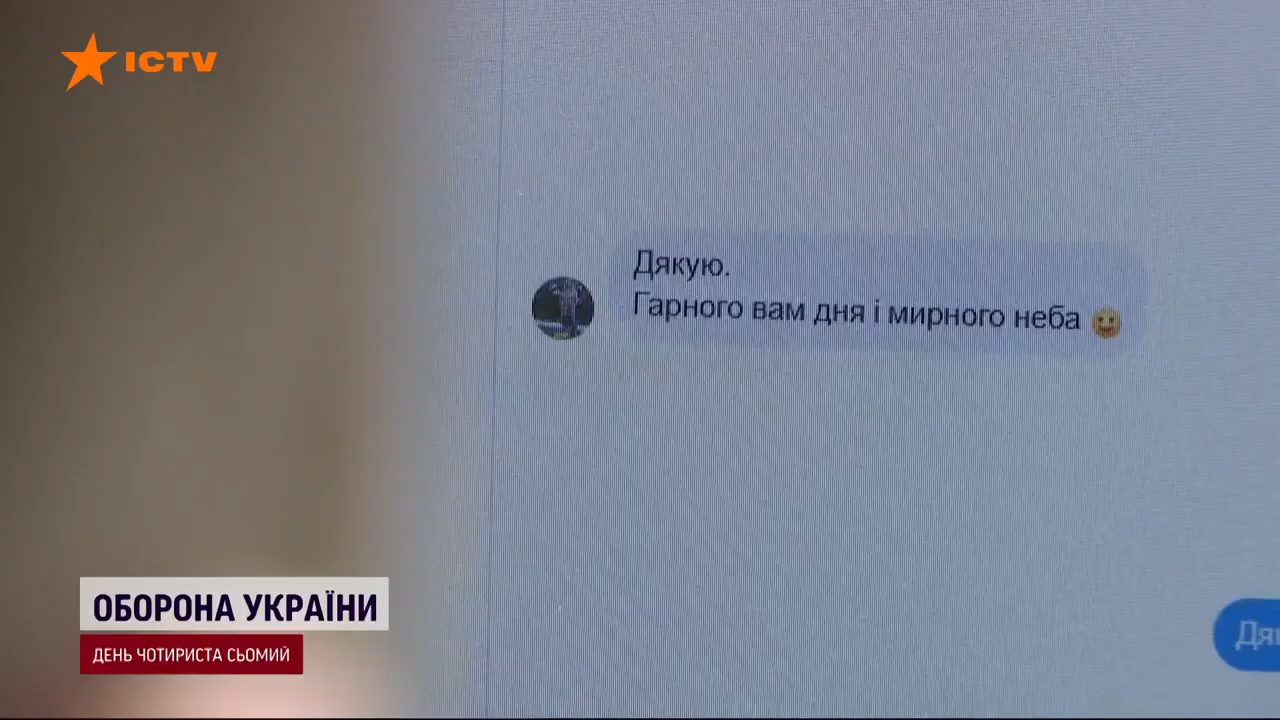 ICTV
Дякую.
Гарного вам дня і мирного неба 😀
ОБОРОНА УКРАЇНИ
ДЕНЬ ЧОТИРИСТА СЬОМИЙ